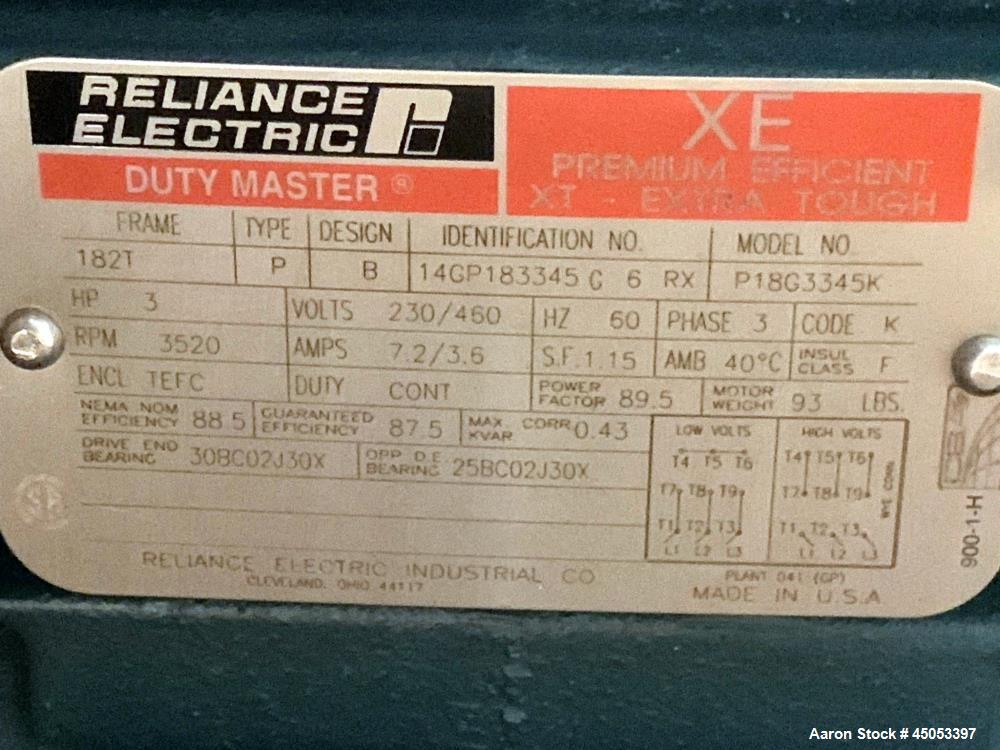 RELIANCE
ELECTRIC
DUTY MASTER ®
XE
PREMIUM EFFICIENT
XT - EXTRA TOUGH
FRAME TYPE DESIGN IDENTIFICATION NO. MODEL NO.
182T P B 14GP183345 G 6 RX P18G3345K
HP 3 VOLTS 230/460 HZ 60 PHASE 3 CODE K
RPM 3520 AMPS 7.2/3.6 S.F. 1.15 AMB 40°C INSUL CLASS F
ENCL TEFC DUTY CONT POWER FACTOR 89.5 MOTOR WEIGHT 93 LBS.
NEMA NOM EFFICIENCY 88.5 GUARANTEED EFFICIENCY 87.5 MAX CORR KVAR 0.43
DRIVE END BEARING 30BC02J30X OPP D.E. BEARING 25BC02J30X
LOW VOLTS HIGH VOLTS
T4 T5 T6 T4 T5 T6
T7 T8 T9 T7 T8 T9
T1 T2 T3 T1 T2 T3
L1 L2 L3 L1 L2 L3
RELIANCE ELECTRIC INDUSTRIAL CO
CLEVELAND, OHIO 44117
PLANT 041 (GP)
MADE IN U.S.A
900-1-H
Aaron Stock # 45053397